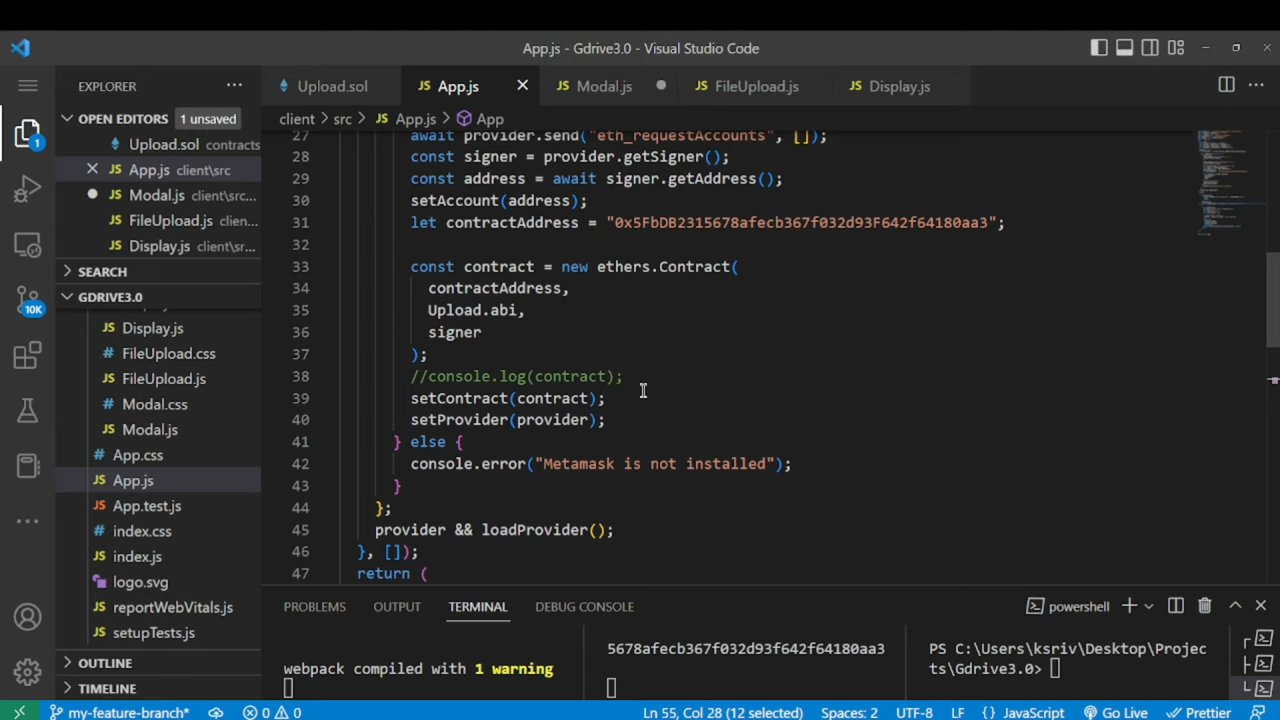 App.js - Gdrive3.0 - Visual Studio Code
EXPLORER
OPEN EDITORS 1 unsaved
Upload.sol contracts
App.js client\src
Modal.js client\src...
FileUpload.js clien...
Display.js client\sr...
SEARCH
GDRIVE3.0
Display.js
FileUpload.css
FileUpload.js
Modal.css
Modal.js
App.css
App.js
App.test.js
index.css
index.js
logo.svg
reportWebVitals.js
setupTests.js
OUTLINE
TIMELINE
1
10K
Upload.sol
JS App.js
JS Modal.js
JS FileUpload.js
JS Display.js
client > src > JS App.js > App
27 await provider.send("eth_requestAccounts", []);
28 const signer = provider.getSigner();
29 const address = await signer.getAddress();
30 setAccount(address);
31 let contractAddress = "0x5FbDB2315678afecb367f032d93F642f64180aa3";
32
33 const contract = new ethers.Contract(
34 contractAddress,
35 Upload.abi,
36 signer
37 );
38 //console.log(contract);
39 setContract(contract);
40 setProvider(provider);
41 } else {
42 console.error("Metamask is not installed");
43 }
44 };
45 provider && loadProvider();
46 }, []);
47 return (
PROBLEMS OUTPUT TERMINAL DEBUG CONSOLE
powershell
webpack compiled with 1 warning
5678afecb367f032d93F642f64180aa3
PS C:\Users\ksriv\Desktop\Projec
ts\Gdrive3.0>
my-feature-branch* 0 0 Ln 55, Col 28 (12 selected) Spaces: 2 UTF-8 LF {} JavaScript Go Live Prettier